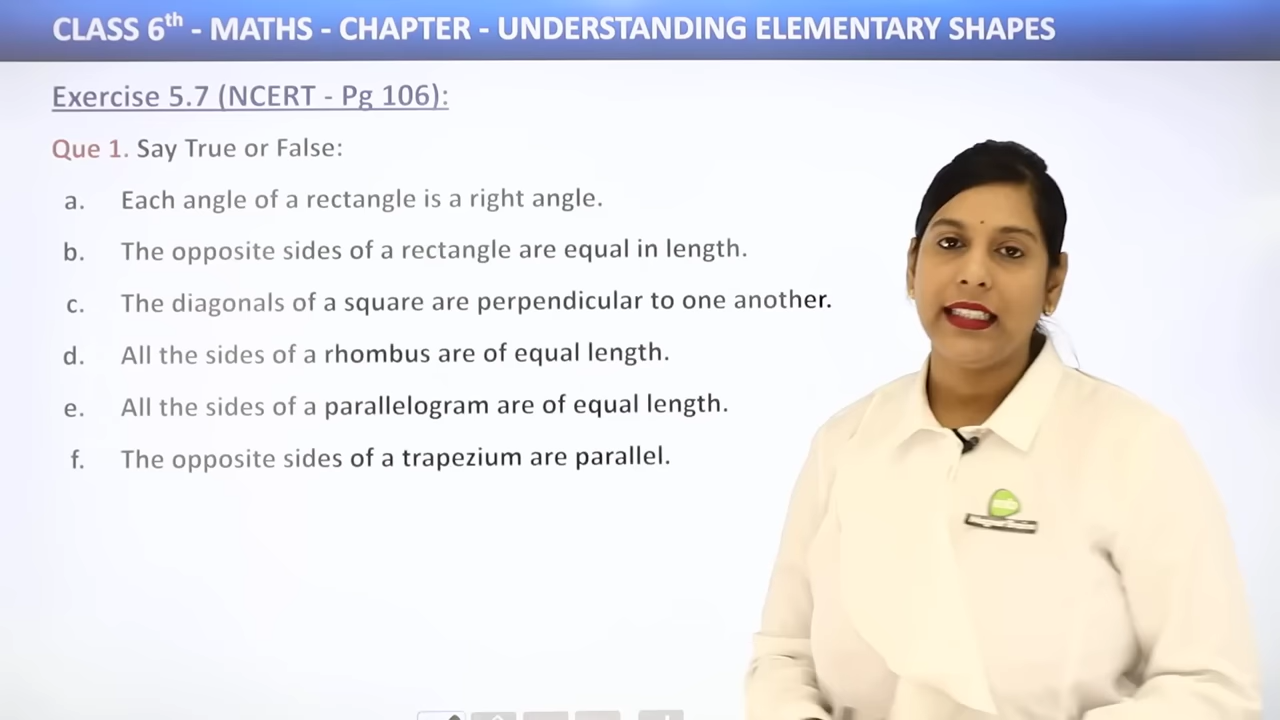 CLASS 6th - MATHS - CHAPTER - UNDERSTANDING ELEMENTARY SHAPES
Exercise 5.7 (NCERT - Pg 106):
Que 1. Say True or False:
a. Each angle of a rectangle is a right angle.
b. The opposite sides of a rectangle are equal in length.
c. The diagonals of a square are perpendicular to one another.
d. All the sides of a rhombus are of equal length.
e. All the sides of a parallelogram are of equal length.
f. The opposite sides of a trapezium are parallel.